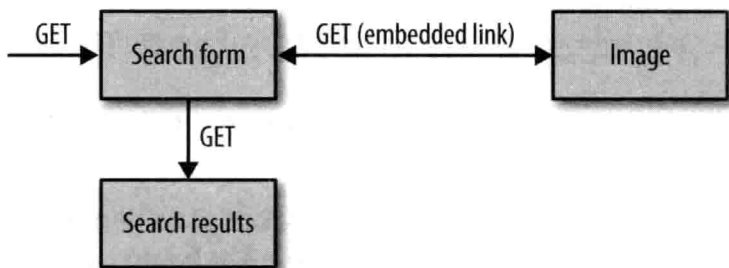 GET
Search form
GET (embedded link)
Image
GET
Search results